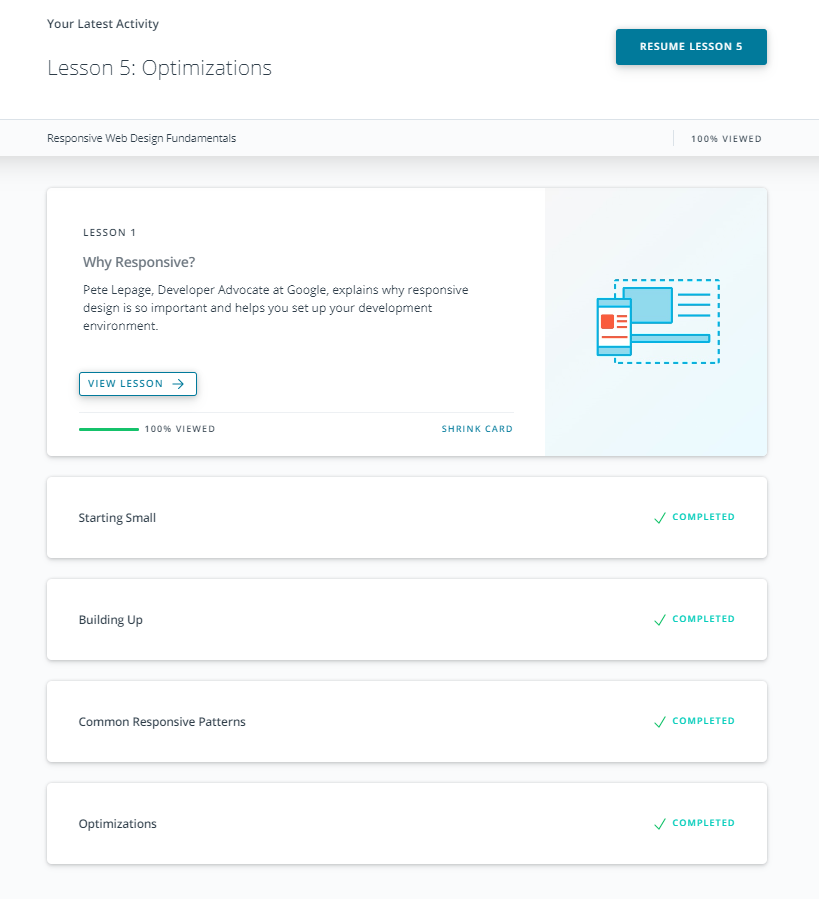 Your Latest Activity
Lesson 5: Optimizations
RESUME LESSON 5
Responsive Web Design Fundamentals
100% VIEWED
LESSON 1
Why Responsive?
Pete Lepage, Developer Advocate at Google, explains why responsive
design is so important and helps you set up your development
environment.
VIEW LESSON
100% VIEWED
SHRINK CARD
Starting Small
COMPLETED
Building Up
COMPLETED
Common Responsive Patterns
COMPLETED
Optimizations
COMPLETED